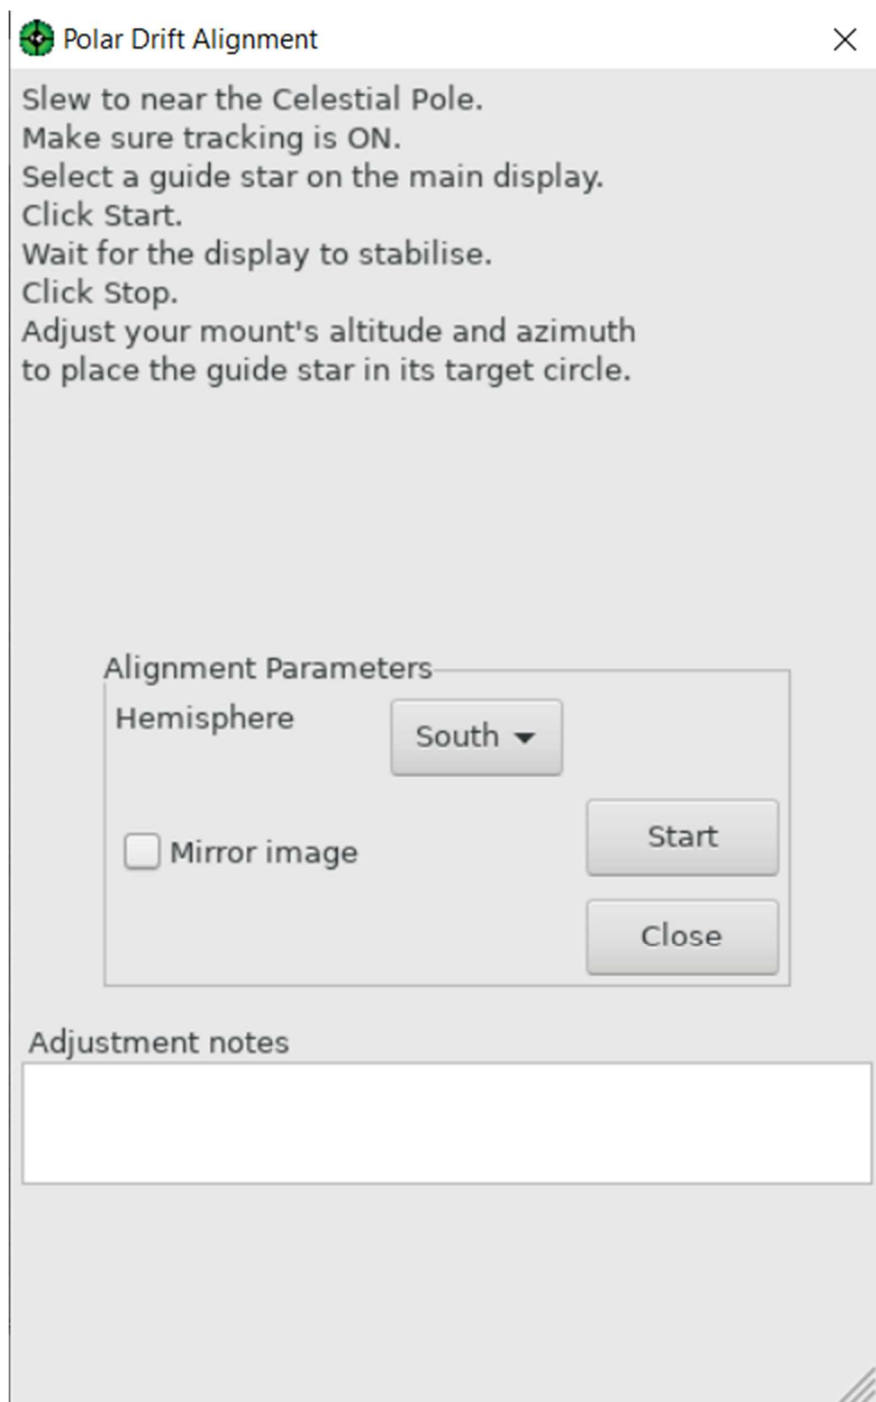 Polar Drift Alignment
Slew to near the Celestial Pole.
Make sure tracking is ON.
Select a guide star on the main display.
Click Start.
Wait for the display to stabilise.
Click Stop.
Adjust your mount's altitude and azimuth
to place the guide star in its target circle.
Alignment Parameters
Hemisphere
South
Mirror image
Start
Close
Adjustment notes